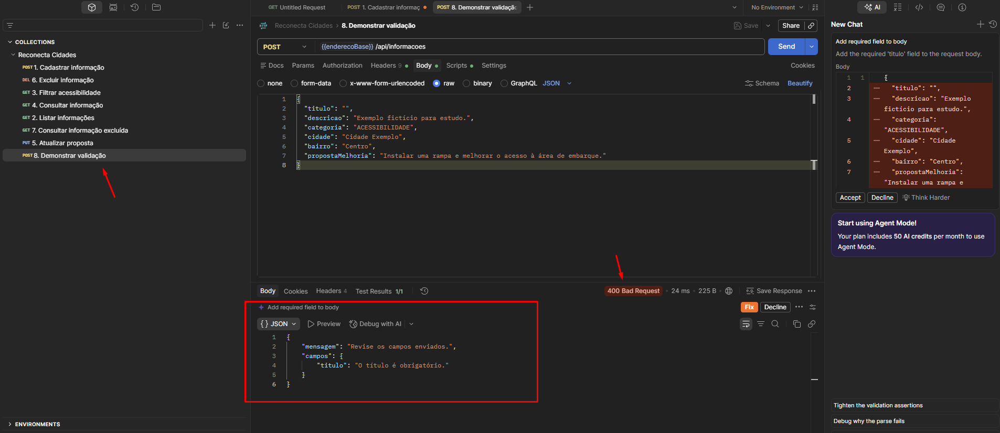 COLLECTIONS
Reconecta Cidades
POST 1. Cadastrar informação
DEL 6. Excluir informação
GET 3. Filtrar acessibilidade
GET 4. Consultar informação
GET 2. Listar informações
GET 7. Consultar informação excluída
PUT 5. Atualizar proposta
POST 8. Demonstrar validação
ENVIRONMENTS
GET Untitled Request
POST 1. Cadastrar informaç
POST 8. Demonstrar validaçã
No Environment
HTTP Reconecta Cidades > 8. Demonstrar validação
Save
Share
POST {{enderecoBase}} /api/informacoes
Send
Docs Params Authorization Headers 9 Body Scripts Settings
Cookies
none form-data x-www-form-urlencoded raw binary GraphQL JSON
Schema Beautify
1 {
2 "titulo": "",
3 "descricao": "Exemplo fictício para estudo.",
4 "categoria": "ACESSIBILIDADE",
5 "cidade": "Cidade Exemplo",
6 "bairro": "Centro",
7 "propostaMelhoria": "Instalar uma rampa e melhorar o acesso à área de embarque."
8 }
Body Cookies Headers 4 Test Results 1/1
400 Bad Request • 24 ms • 225 B
e.g. Save Response
Add required field to body
Fix Decline
{} JSON Preview Debug with AI
1 {
2 "mensagem": "Revise os campos enviados.",
3 "campos": {
4 "titulo": "O título é obrigatório."
5 }
6 }
AI
New Chat
Add required field to body
Add the required 'titulo' field to the request body.
Body
1 1 {
2 — "titulo": "",
3 — "descricao": "Exemplo
fictício para estudo.",
4 — "categoria":
"ACESSIBILIDADE",
5 — "cidade": "Cidade
Exemplo",
6 — "bairro": "Centro",
7 — "propostaMelhoria":
"Instalar uma rampa e
Accept Decline Think Harder
Start using Agent Mode!
Your plan includes 50 AI credits per month to use
Agent Mode.
Tighten the validation assertions
Debug why the parse fails